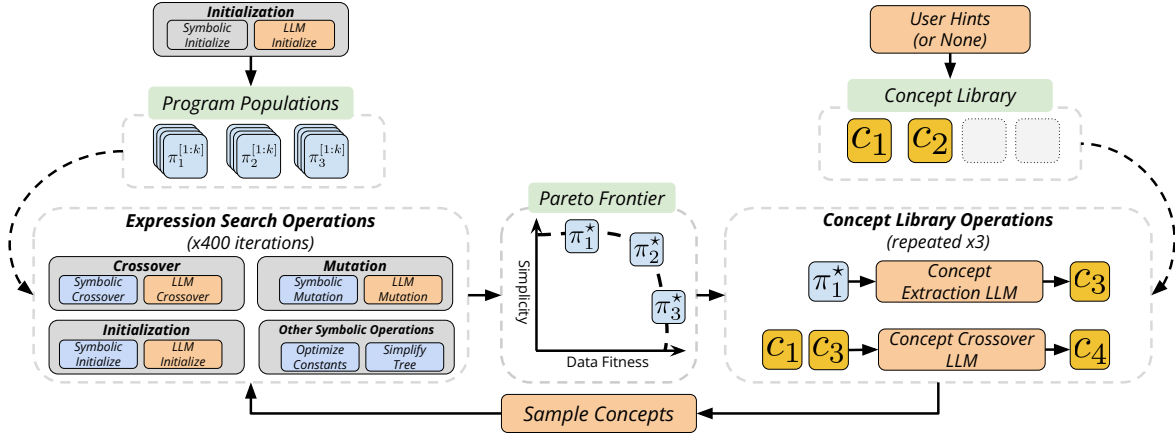 Initialization
Symbolic
Initialize
LLM
Initialize
User Hints
(or None)
Program Populations
Concept Library
π₁^[1:k]
π₂^[1:k]
π₃^[1:k]
c₁
c₂
Expression Search Operations
(x400 iterations)
Crossover
Symbolic
Crossover
LLM
Crossover
Mutation
Symbolic
Mutation
LLM
Mutation
Initialization
Symbolic
Initialize
LLM
Initialize
Other Symbolic Operations
Optimize
Constants
Simplify
Tree
Pareto Frontier
Simplicity
π₁*
π₂*
π₃*
Data Fitness
Concept Library Operations
(repeated x3)
π₁*
Concept
Extraction LLM
c₃
c₁
c₃
Concept Crossover
LLM
c₄
Sample Concepts